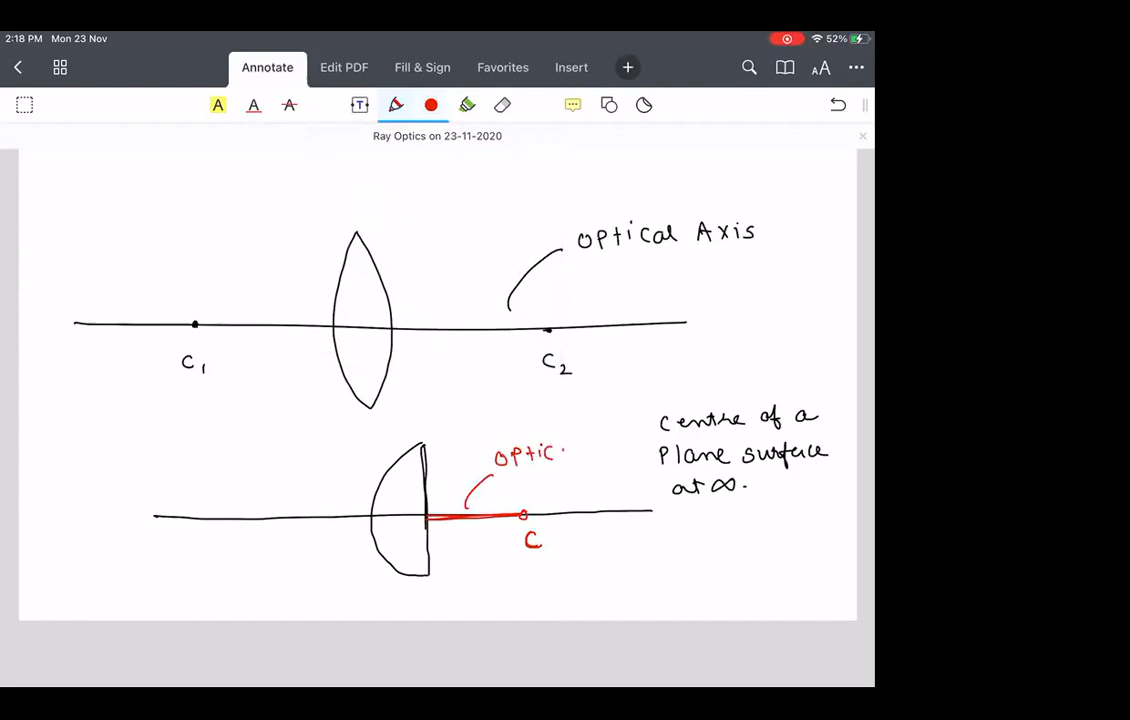 2:18 PM Mon 23 Nov
52%
Annotate Edit PDF Fill & Sign Favorites Insert
AA
A A A T
Ray Optics on 23-11-2020
Optical Axis
C1
C2
Centre of a
Plane surface
at ∞.
Optic
C